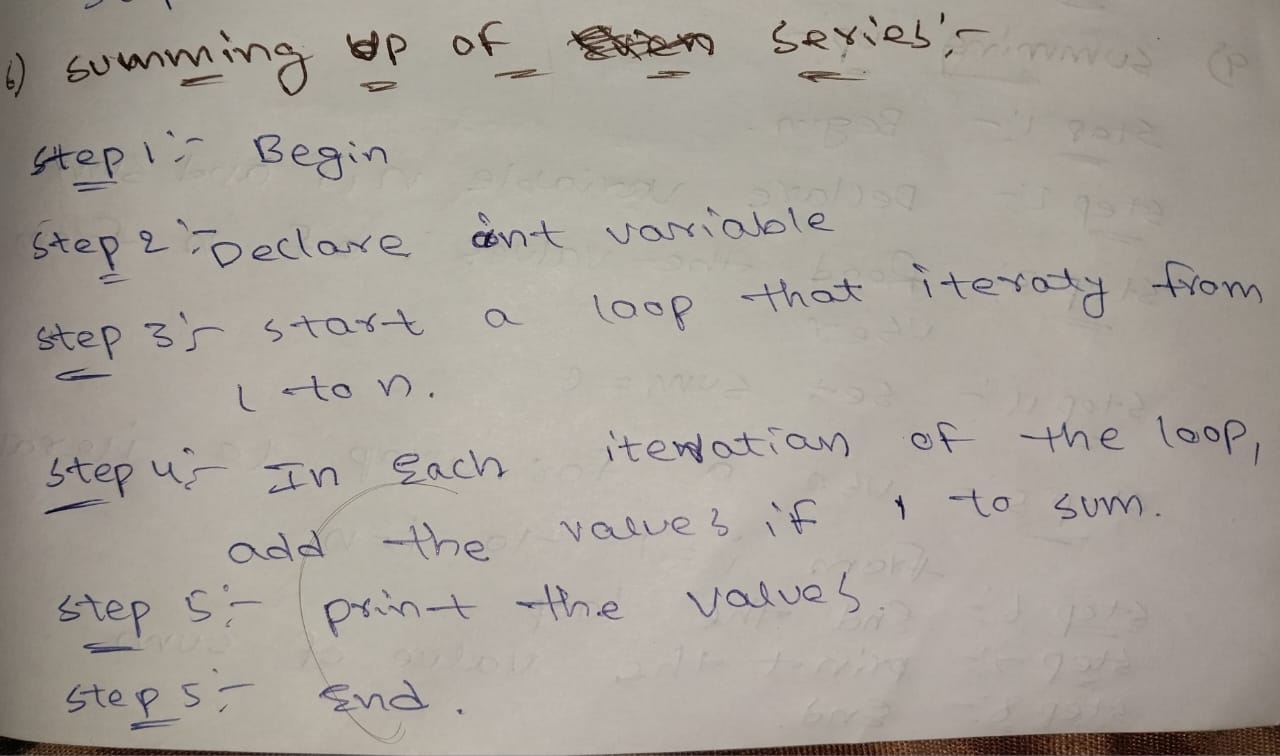 6) summing up of series :-
step 1 :- Begin
step 2 :- Declare int variable
step 3 :- start a loop that iteraty from
1 to n.
step 4 :- In Each iteration of the loop,
add the values if 1 to sum.
step 5 :- print the values.
step 5 :- End.